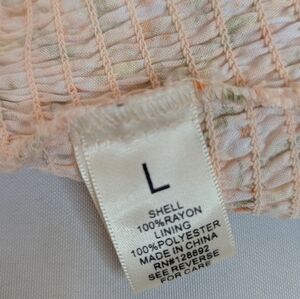 L
SHELL
100%RAYON
LINING
100%POLYESTER
MADE IN CHINA
RN#128692
SEE REVERSE
FOR CARE